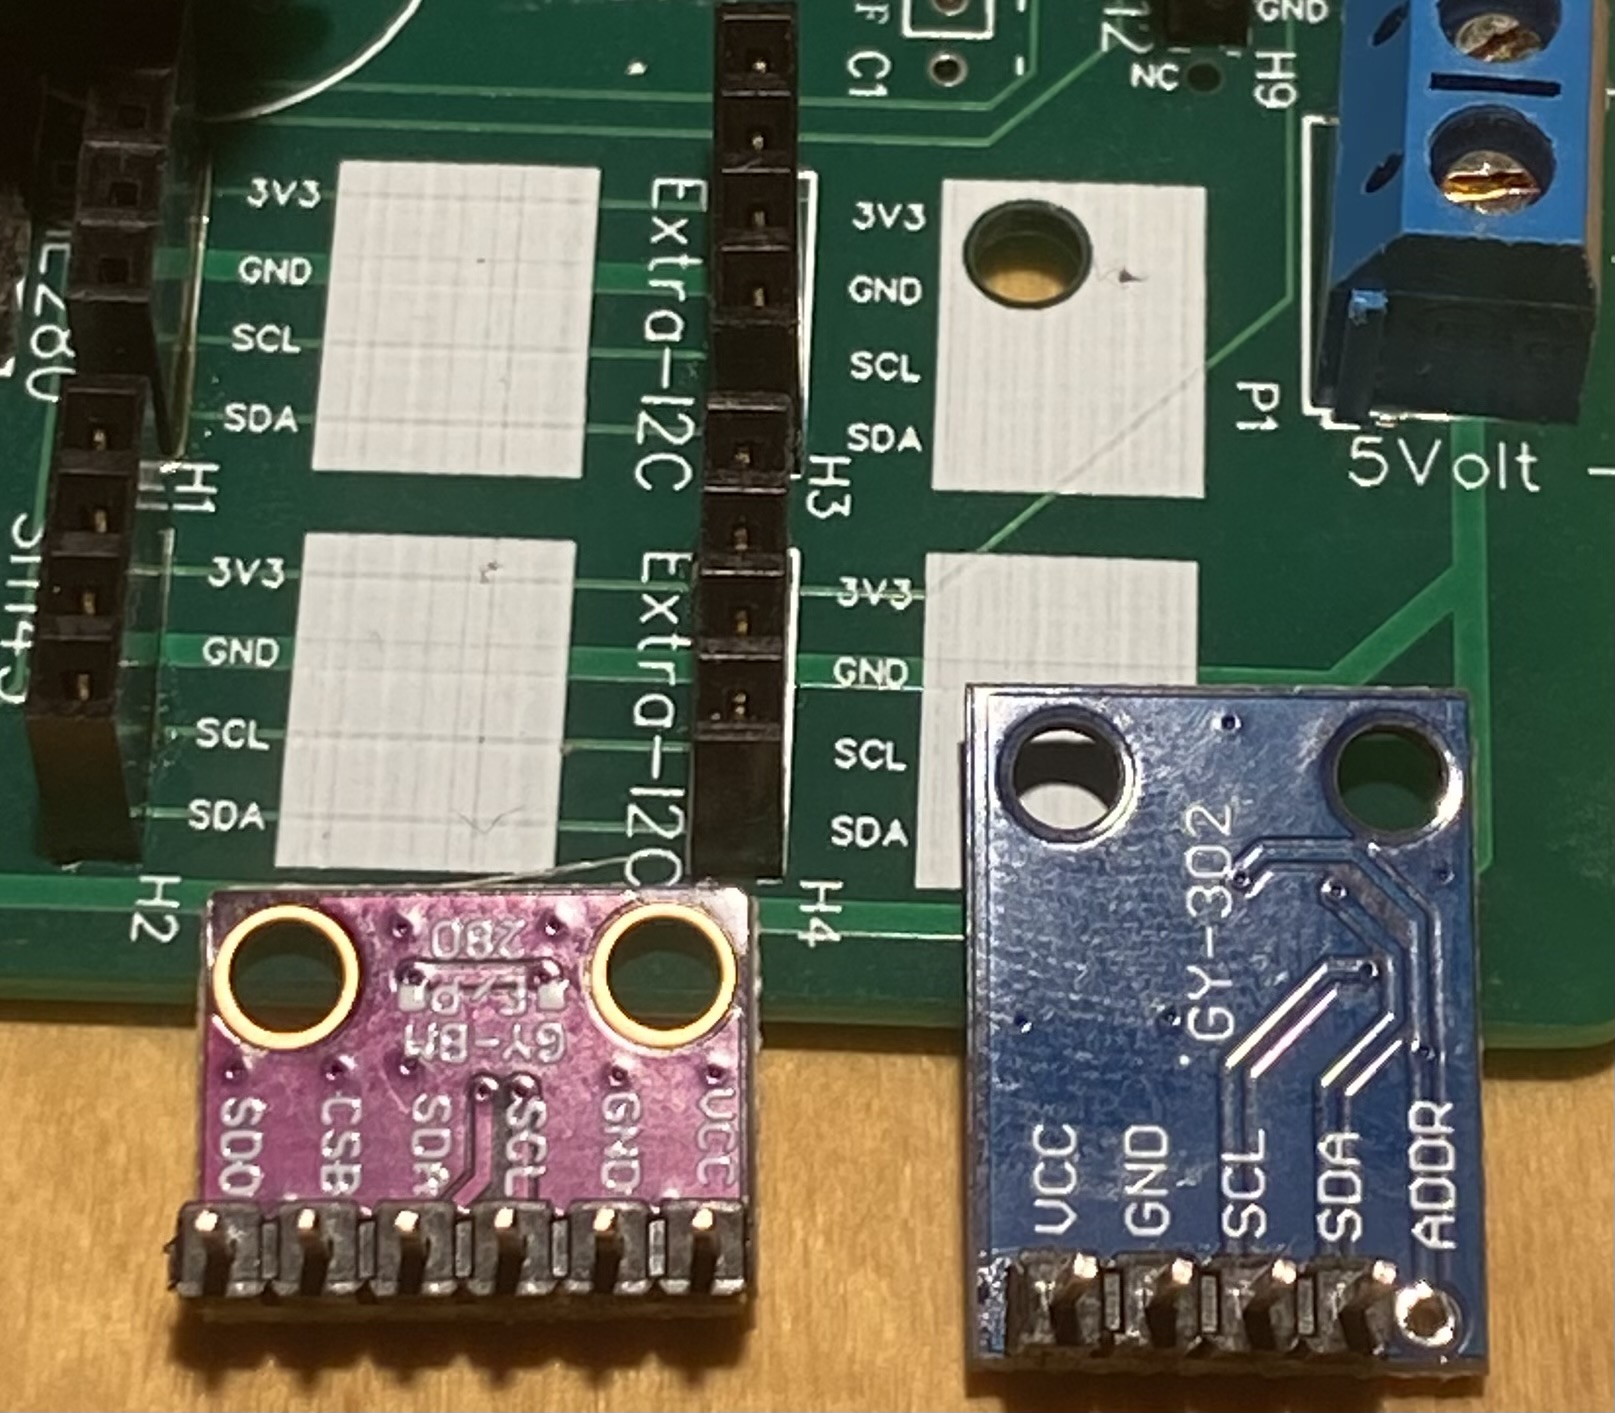 C1
H2
NC
GND
H9
3V3
GND
SCL
SDA
H1
Extra-I2C
3V3
GND
SCL
SDA
H3
P1
5Volt -
3V3
GND
SCL
SDA
H2
Extra-I2C
3V3
GND
SCL
SDA
H4
GY-BM
E/P
280
SDO
CSB
SDA
SCL
GND
VCC
GY-302
VCC
GND
SCL
SDA
ADDR